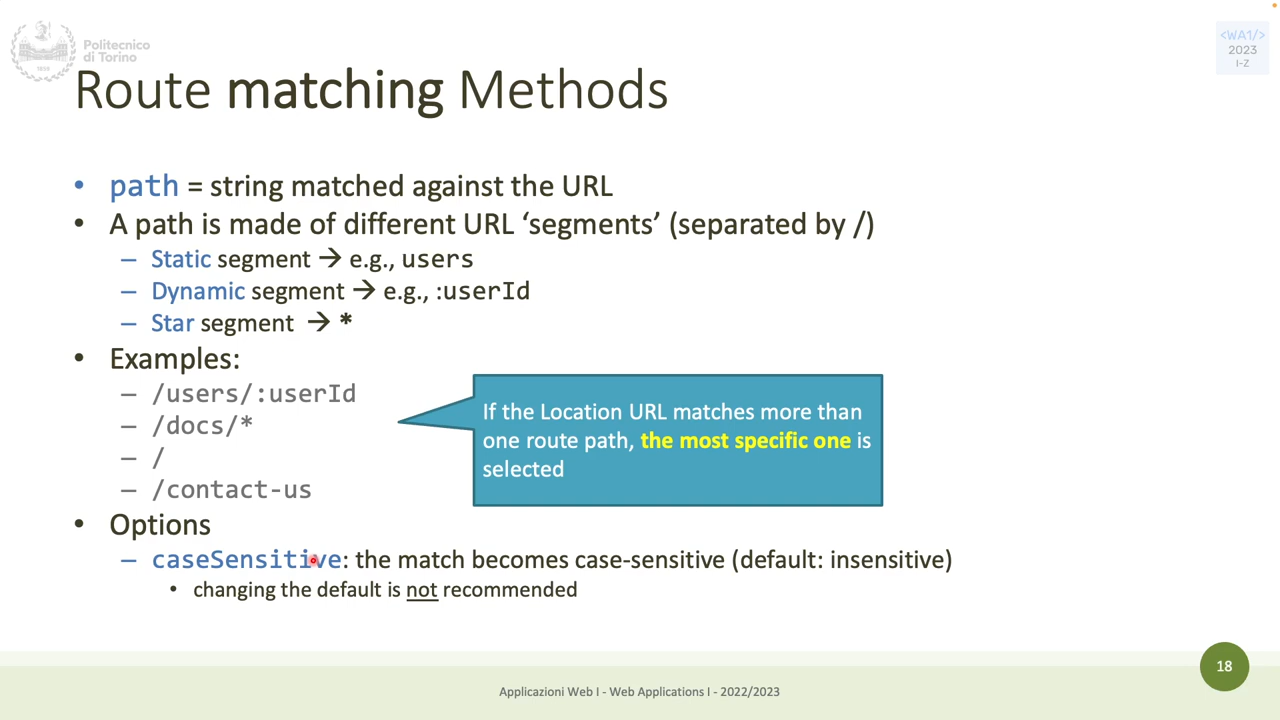 Politecnico
di Torino
1859
<WA1/>
2023
I-Z
Route matching Methods
• path = string matched against the URL
• A path is made of different URL ‘segments’ (separated by /)
– Static segment → e.g., users
– Dynamic segment → e.g., :userId
– Star segment → *
• Examples:
– /users/:userId
– /docs/*
– /
– /contact-us
If the Location URL matches more than
one route path, the most specific one is
selected
• Options
– caseSensitive: the match becomes case-sensitive (default: insensitive)
• changing the default is not recommended
18
Applicazioni Web I - Web Applications I - 2022/2023